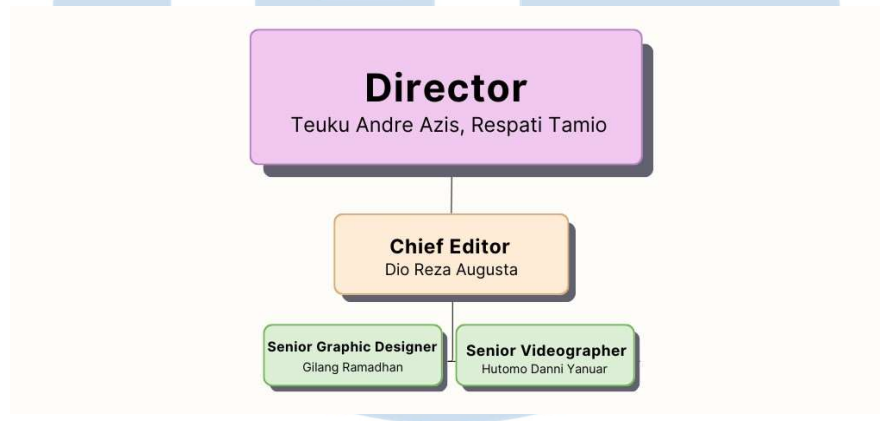 Director
Teuku Andre Azis, Respati Tamio
Chief Editor
Dio Reza Augusta
Senior Graphic Designer
Gilang Ramadhan
Senior Videographer
Hutomo Danni Yanuar